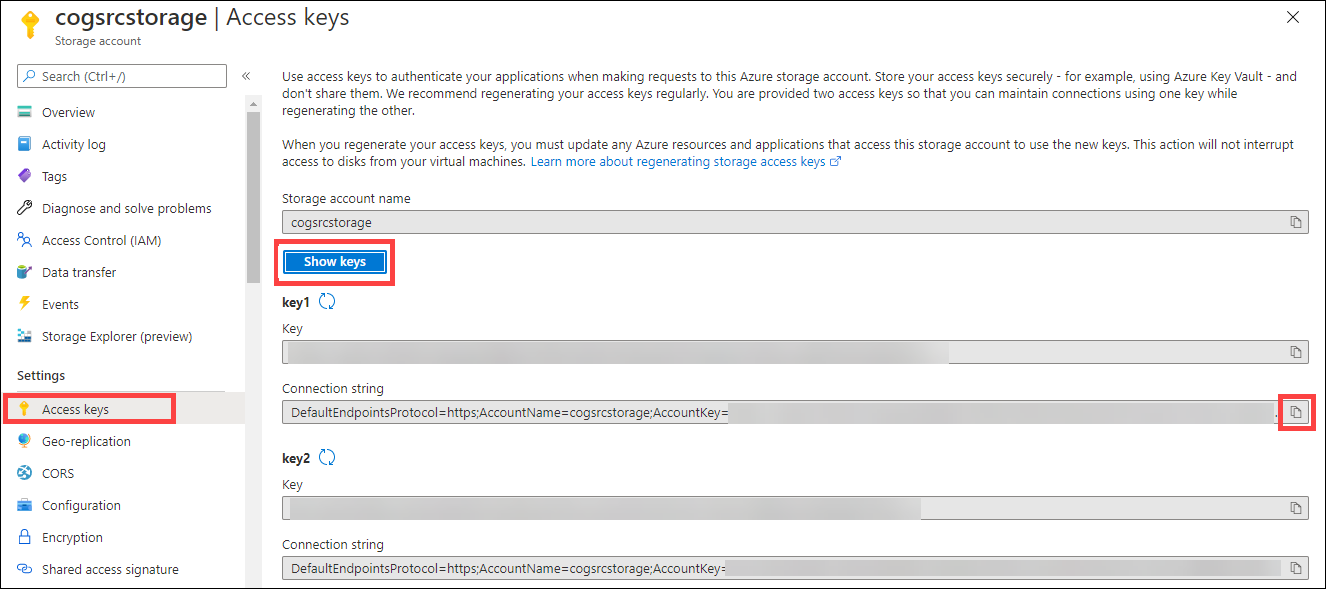 cogsrcstorage | Access keys
Storage account
Search (Ctrl+/)
«
Overview
Activity log
Tags
Diagnose and solve problems
Access Control (IAM)
Data transfer
Events
Storage Explorer (preview)
Settings
Access keys
Geo-replication
CORS
Configuration
Encryption
Shared access signature
Use access keys to authenticate your applications when making requests to this Azure storage account. Store your access keys securely - for example, using Azure Key Vault - and
don't share them. We recommend regenerating your access keys regularly. You are provided two access keys so that you can maintain connections using one key while
regenerating the other.
When you regenerate your access keys, you must update any Azure resources and applications that access this storage account to use the new keys. This action will not interrupt
access to disks from your virtual machines. Learn more about regenerating storage access keys
Storage account name
cogsrcstorage
Show keys
key1
Key
Connection string
DefaultEndpointsProtocol=https;AccountName=cogsrcstorage;AccountKey=
key2
Key
Connection string
DefaultEndpointsProtocol=https;AccountName=cogsrcstorage;AccountKey=